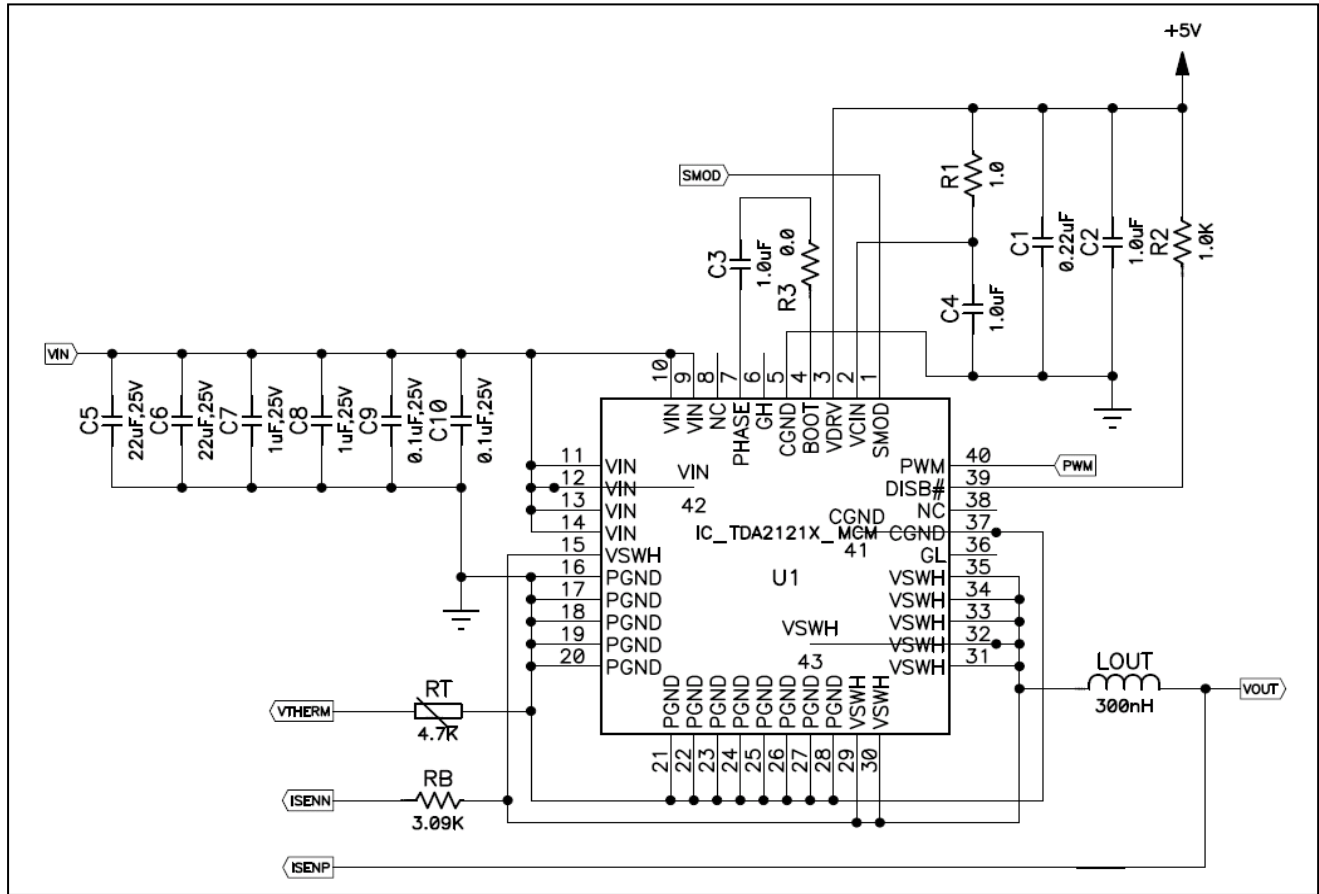 +5V
SMOD
R1
1.0
C1
0.22uF
C2
1.0uF
R2
1.0K
C3
1.0uF
0.0
R3
C4
1.0uF
VIN
C5
22uF,25V
C6
22uF,25V
C7
1uF,25V
C8
1uF,25V
C9
0.1uF,25V
C10
0.1uF,25V
10 9 8 7 6 5 4 3 2 1
VIN VIN NC PHASE GH CGND BOOT VDRV VCIN SMOD
11 VIN
12 VIN
13 VIN
14 VIN
15 VSWH
16 PGND
17 PGND
18 PGND
19 PGND
20 PGND
VIN
42
CGND
IC_TDA2121X_MCM
41
U1
VSWH
43
PWM 40
PWM
DISB# 39
NC 38
CGND 37
GL 36
VSWH 35
VSWH 34
VSWH 33
VSWH 32
VSWH 31
PGND PGND PGND PGND PGND PGND PGND PGND VSWH VSWH
21 22 23 24 25 26 27 28 29 30
LOUT
300nH
VOUT
VTHERM
RT
4.7K
ISENN
RB
3.09K
ISENP